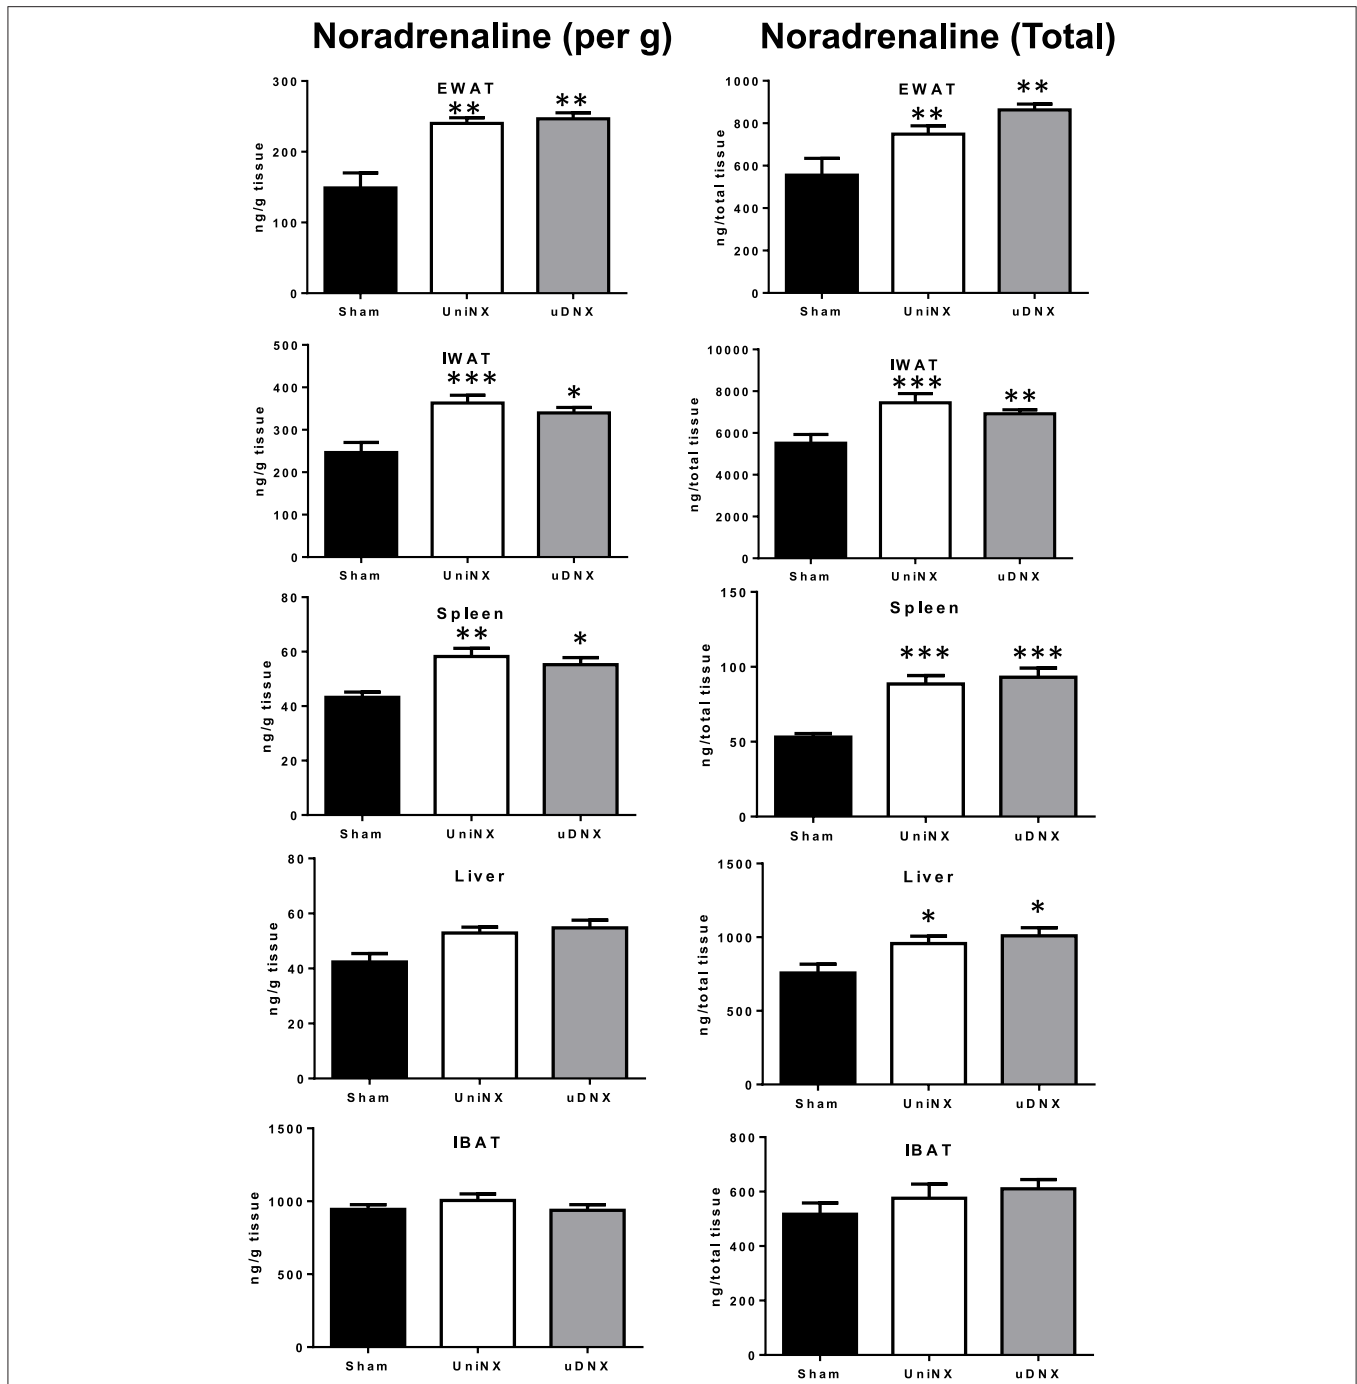 Noradrenaline (per g)
Noradrenaline (Total)
EWAT
** **
ng/g tissue
300
200
100
0
Sham UniNX uDNX
EWAT
** **
ng/total tissue
1000
800
600
400
200
0
Sham UniNX uDNX
IWAT
*** *
ng/g tissue
500
400
300
200
100
0
Sham UniNX uDNX
IWAT
*** **
ng/total tissue
10000
8000
6000
4000
2000
0
Sham UniNX uDNX
Spleen
** *
ng/g tissue
80
60
40
20
0
Sham UniNX uDNX
Spleen
*** ***
ng/total tissue
150
100
50
0
Sham UniNX uDNX
Liver
ng/g tissue
80
60
40
20
0
Sham UniNX uDNX
Liver
* *
ng/total tissue
1500
1000
500
0
Sham UniNX uDNX
IBAT
ng/g tissue
1500
1000
500
0
Sham UniNX uDNX
IBAT
ng/total tissue
800
600
400
200
0
Sham UniNX uDNX